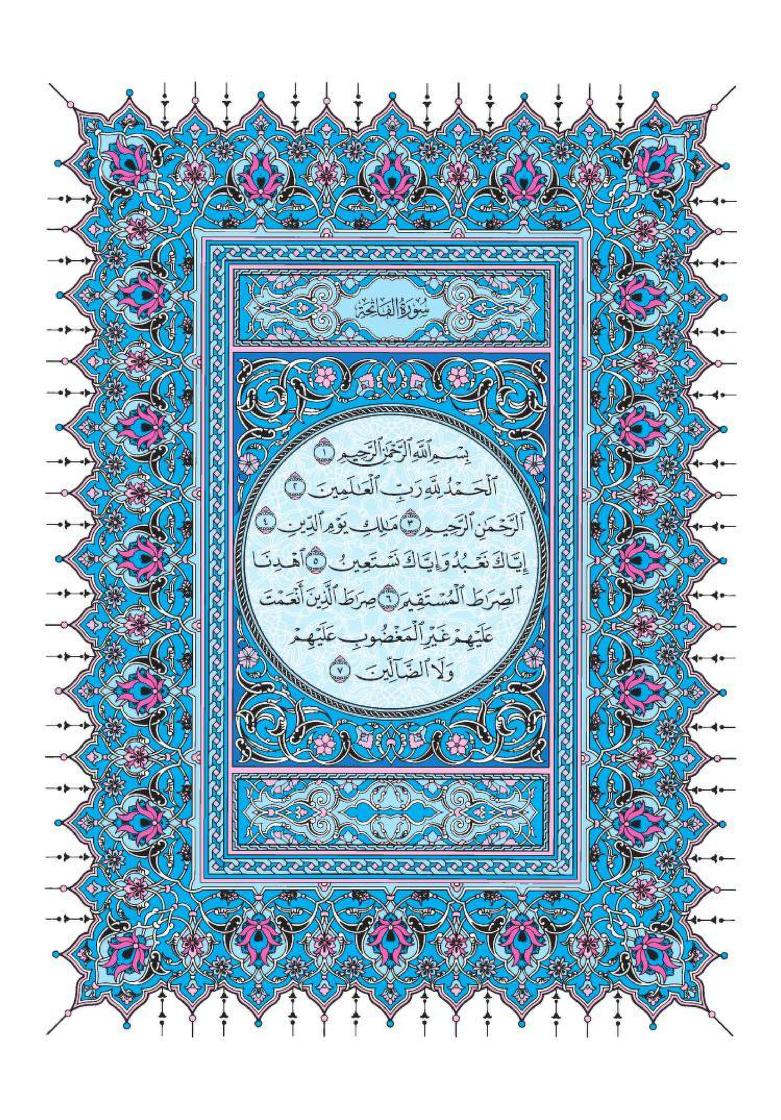 سُورَةُ الفَاتِحَةِ
بِسْمِ ٱللَّهِ ٱلرَّحْمَٰنِ ٱلرَّحِيمِ ١
ٱلْحَمْدُ لِلَّهِ رَبِّ ٱلْعَٰلَمِينَ ٢
ٱلرَّحْمَٰنِ ٱلرَّحِيمِ ٣ مَٰلِكِ يَوْمِ ٱلدِّينِ ٤
إِيَّاكَ نَعْبُدُ وَإِيَّاكَ نَسْتَعِينُ ٥ ٱهْدِنَا
ٱلصِّرَٰطَ ٱلْمُسْتَقِيمَ ٦ صِرَٰطَ ٱلَّذِينَ أَنْعَمْتَ
عَلَيْهِمْ غَيْرِ ٱلْمَغْضُوبِ عَلَيْهِمْ
وَلَا ٱلضَّآلِّينَ ٧